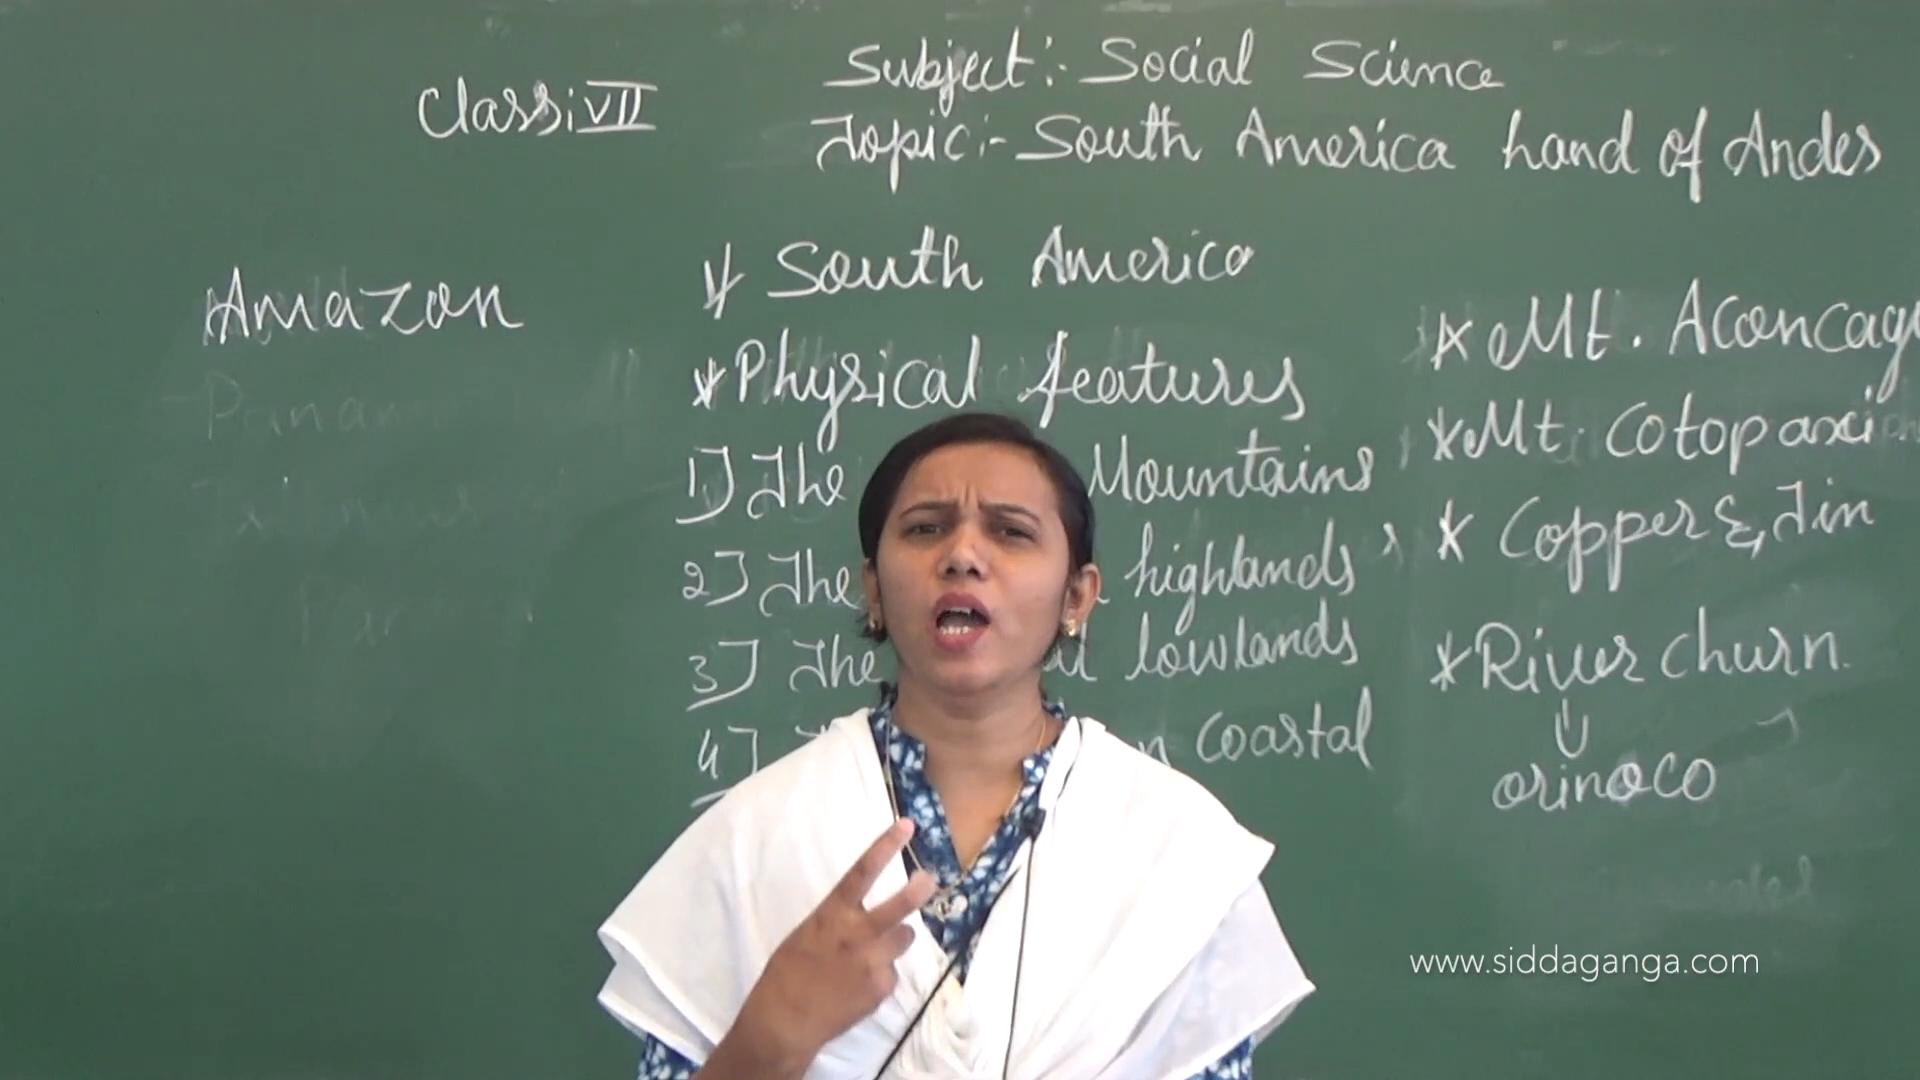 Class: VII
Subject:- Social Science
Topic:- South America Land of Andes
Amazon
* South America
* Physical features
1] The Mountains
2] The highlands
3] The lowlands
4] coastal
* Mt. Aconcag
* Mt. Cotopaxi
* Copper & Tin
* River churn
orinoco
www.siddaganga.com